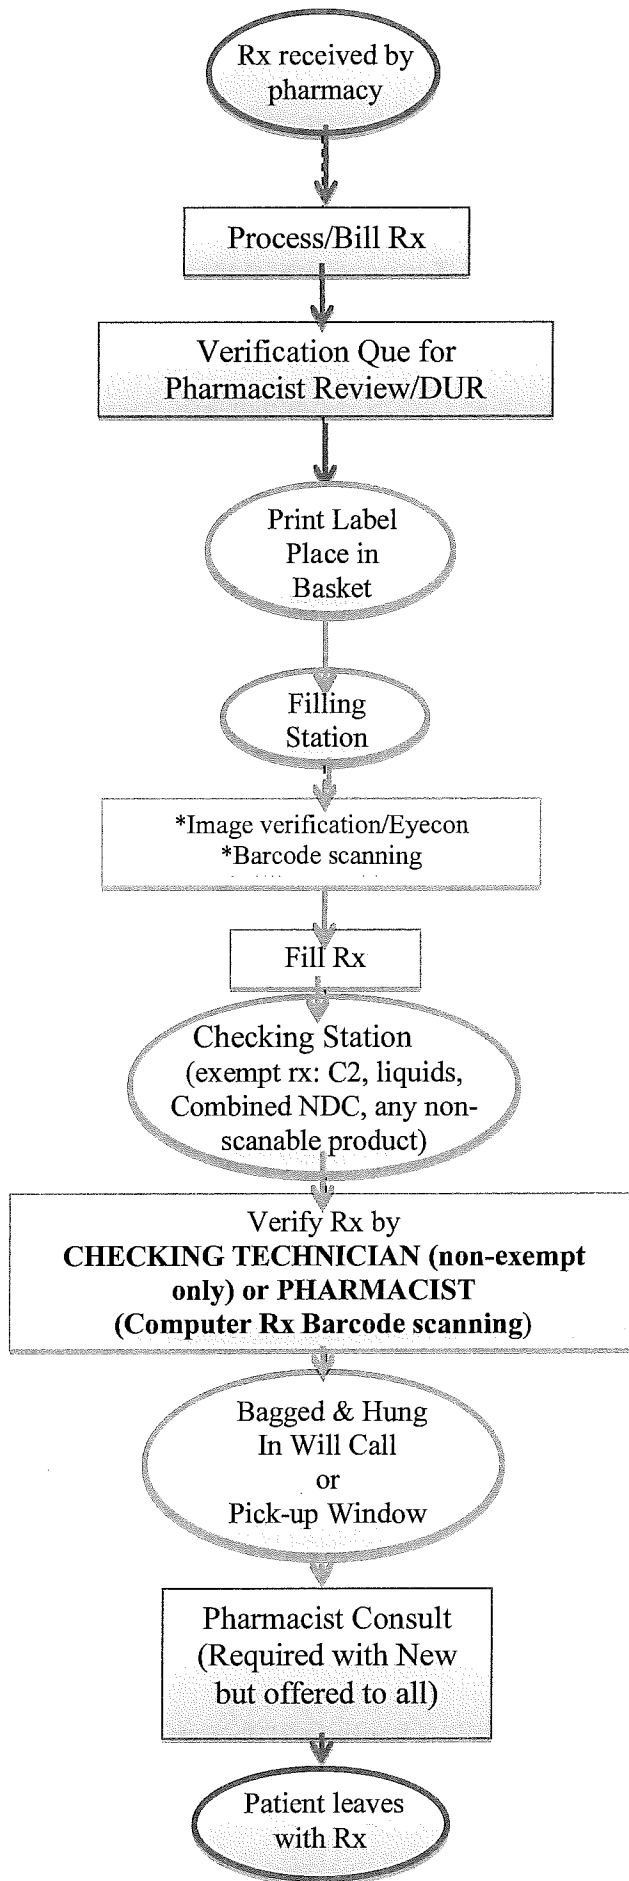 Rx received by
pharmacy
Process/Bill Rx
Verification Que for
Pharmacist Review/DUR
Print Label
Place in
Basket
Filling
Station
*Image verification/Eyecon
*Barcode scanning
Fill Rx
Checking Station
(exempt rx: C2, liquids,
Combined NDC, any non-
scanable product)
Verify Rx by
CHECKING TECHNICIAN (non-exempt
only) or PHARMACIST
(Computer Rx Barcode scanning)
Bagged & Hung
In Will Call
or
Pick-up Window
Pharmacist Consult
(Required with New
but offered to all)
Patient leaves
with Rx